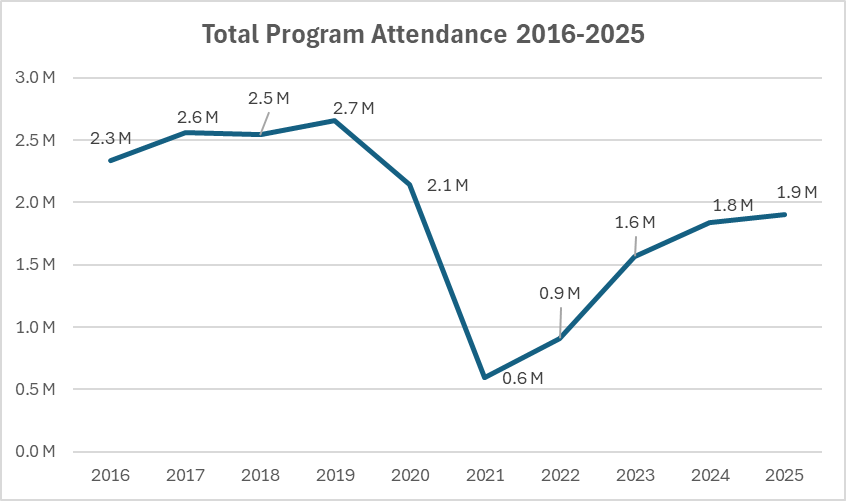 Total Program Attendance 2016-2025
3.0 M
2.5 M
2.0 M
1.5 M
1.0 M
0.5 M
0.0 M
2.3 M
2.6 M
2.5 M
2.7 M
2.1 M
0.6 M
0.9 M
1.6 M
1.8 M
1.9 M
2016 2017 2018 2019 2020 2021 2022 2023 2024 2025